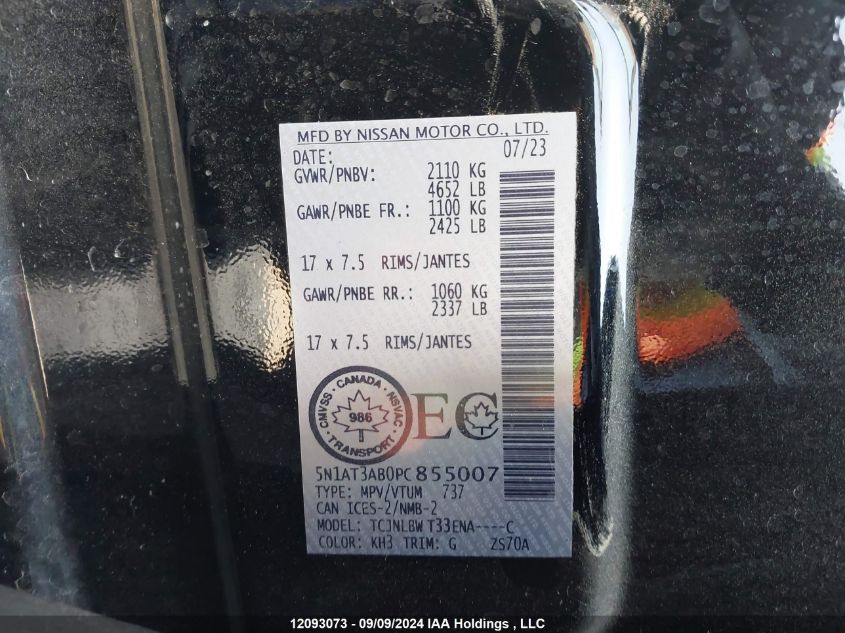 MFD BY NISSAN MOTOR CO., LTD.
DATE: 07/23
GVWR/PNBV: 2110 KG
4652 LB
GAWR/PNBE FR.: 1100 KG
2425 LB
17 x 7.5 RIMS/JANTES
GAWR/PNBE RR.: 1060 KG
2337 LB
17 x 7.5 RIMS/JANTES
CMVSS · CANADA · NSVAC · TRANSPORT ·
986
EC
5N1AT3AB0PC855007
TYPE: MPV/VTUM 737
CAN ICES-2/NMB-2
MODEL: TCJNLBW T33ENA----C
COLOR: KH3 TRIM: G ZS70A
12093073 - 09/09/2024 IAA Holdings , LLC